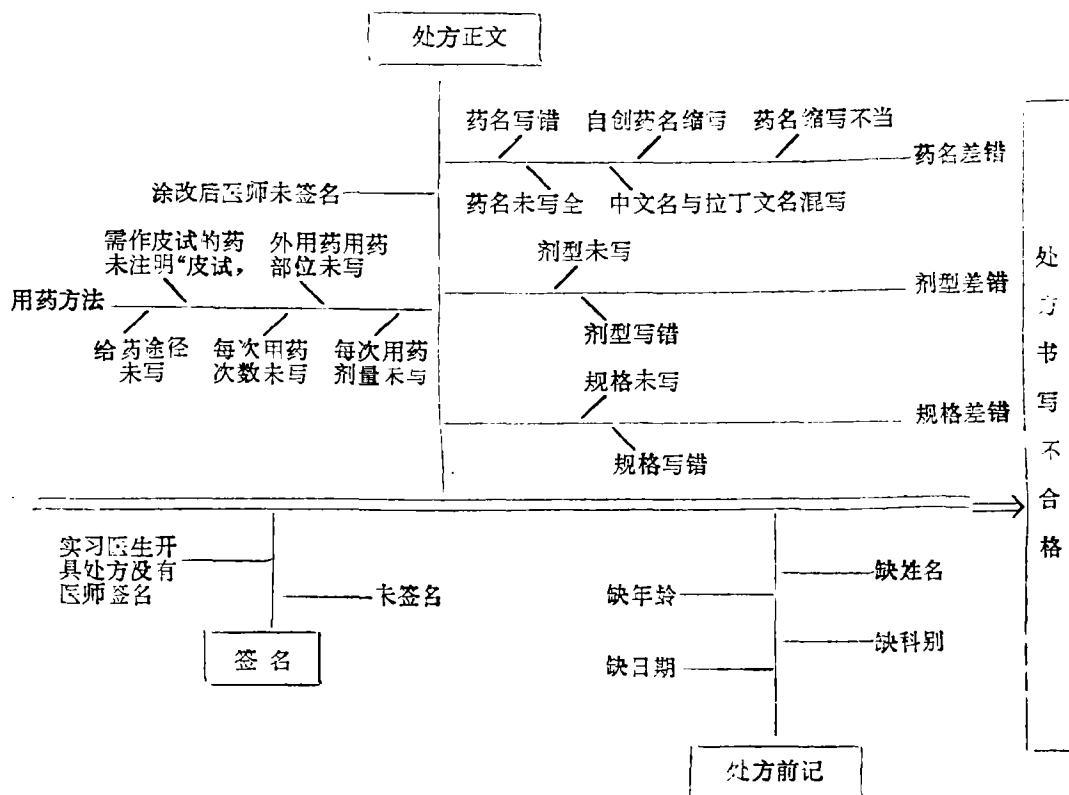 处方正文
药名写错 自创药名缩写 药名缩写不当
药名差错
涂改后医师未签名
药名未写全 中文名与拉丁文名混写
需作皮试的药
未注明“皮试,
外用药用药
部位未写
剂型未写
用药方法
剂型差错
剂型写错
给药途径
未写
每次用药
次数未写
每次用药
剂量未写
规格未写
规格差错
规格写错
处方书写不合格
实习医生开
具处方没有
医师签名
缺姓名
缺年龄
签名
缺科别
签名
缺日期
处方前记